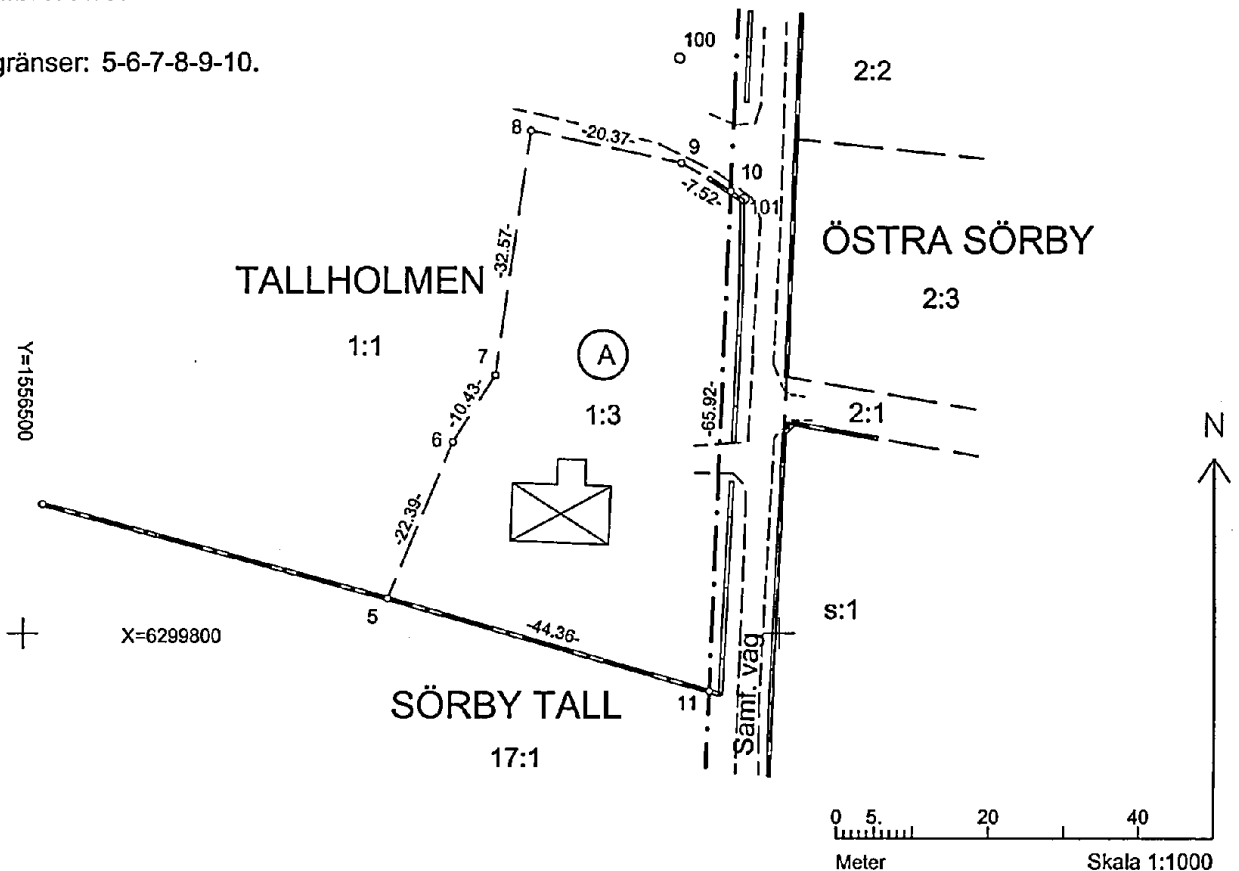 gränser: 5-6-7-8-9-10.
100
2:2
8
-20.37-
9
10
-7.52-
101
ÖSTRA SÖRBY
2:3
-32.57-
TALLHOLMEN
1:1
7
A
1:3
-65.92-
2:1
-10.43-
6
Y=1556500
N
-22.39-
5
X=6299800
-44.36-
s:1
11
Samf. väg
SÖRBY TALL
17:1
0 5. 20 40
Meter Skala 1:1000